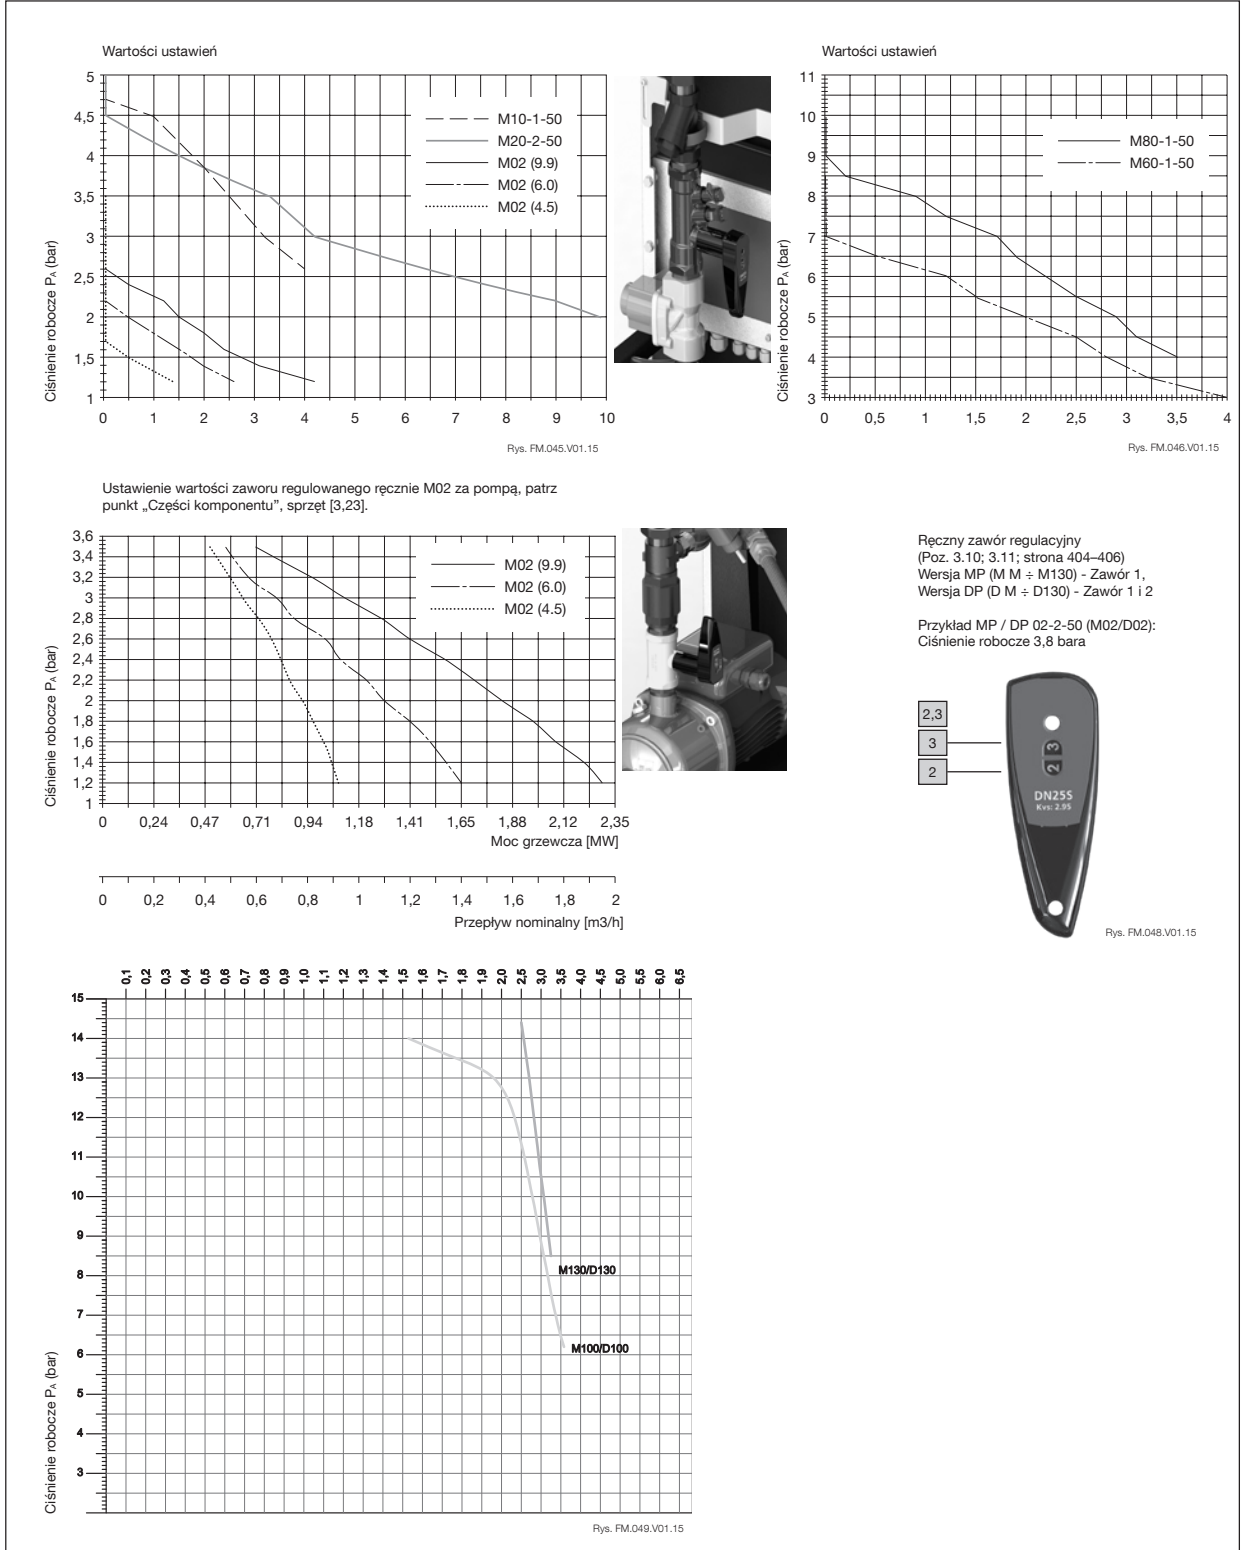 Wartości ustawień
5
4,5
4
3,5
3
2,5
2
1,5
1
Ciśnienie robocze PA (bar)
M10-1-50
M20-2-50
M02 (9.9)
M02 (6.0)
M02 (4.5)
0 1 2 3 4 5 6 7 8 9 10
Rys. FM.045.V01.15
Wartości ustawień
11
10
9
8
7
6
5
4
3
Ciśnienie robocze PA (bar)
M80-1-50
M60-1-50
0 0,5 1 1,5 2 2,5 3 3,5 4
Rys. FM.046.V01.15
Ustawienie wartości zaworu regulowanego ręcznie M02 za pompą, patrz
punkt „Części komponentu”, sprzęt [3,23].
3,6
3,4
3,2
3
2,8
2,6
2,4
2,2
2
1,8
1,6
1,4
1,2
1
Ciśnienie robocze PA (bar)
M02 (9.9)
M02 (6.0)
M02 (4.5)
0 0,24 0,47 0,71 0,94 1,18 1,41 1,65 1,88 2,12 2,35
Moc grzewcza [MW]
0 0,2 0,4 0,6 0,8 1 1,2 1,4 1,6 1,8 2
Przepływ nominalny [m3/h]
Ręczny zawór regulacyjny
(Poz. 3.10; 3.11; strona 404–406)
Wersja MP (M M ÷ M130) - Zawór 1,
Wersja DP (D M ÷ D130) - Zawór 1 i 2
Przykład MP / DP 02-2-50 (M02/D02):
Ciśnienie robocze 3,8 bara
2,3
3
2
2 3
DN25S
Kvs: 2.95
Rys. FM.048.V01.15
0,1 0,2 0,3 0,4 0,5 0,6 0,7 0,8 0,9 1,0 1,1 1,2 1,3 1,4 1,5 1,6 1,7 1,8 1,9 2,0 2,5 3,0 3,5 4,0 4,5 5,0 5,5 6,0 6,5
15
14
13
12
11
10
9
8
7
6
5
4
3
Ciśnienie robocze PA (bar)
M130/D130
M100/D100
Rys. FM.049.V01.15